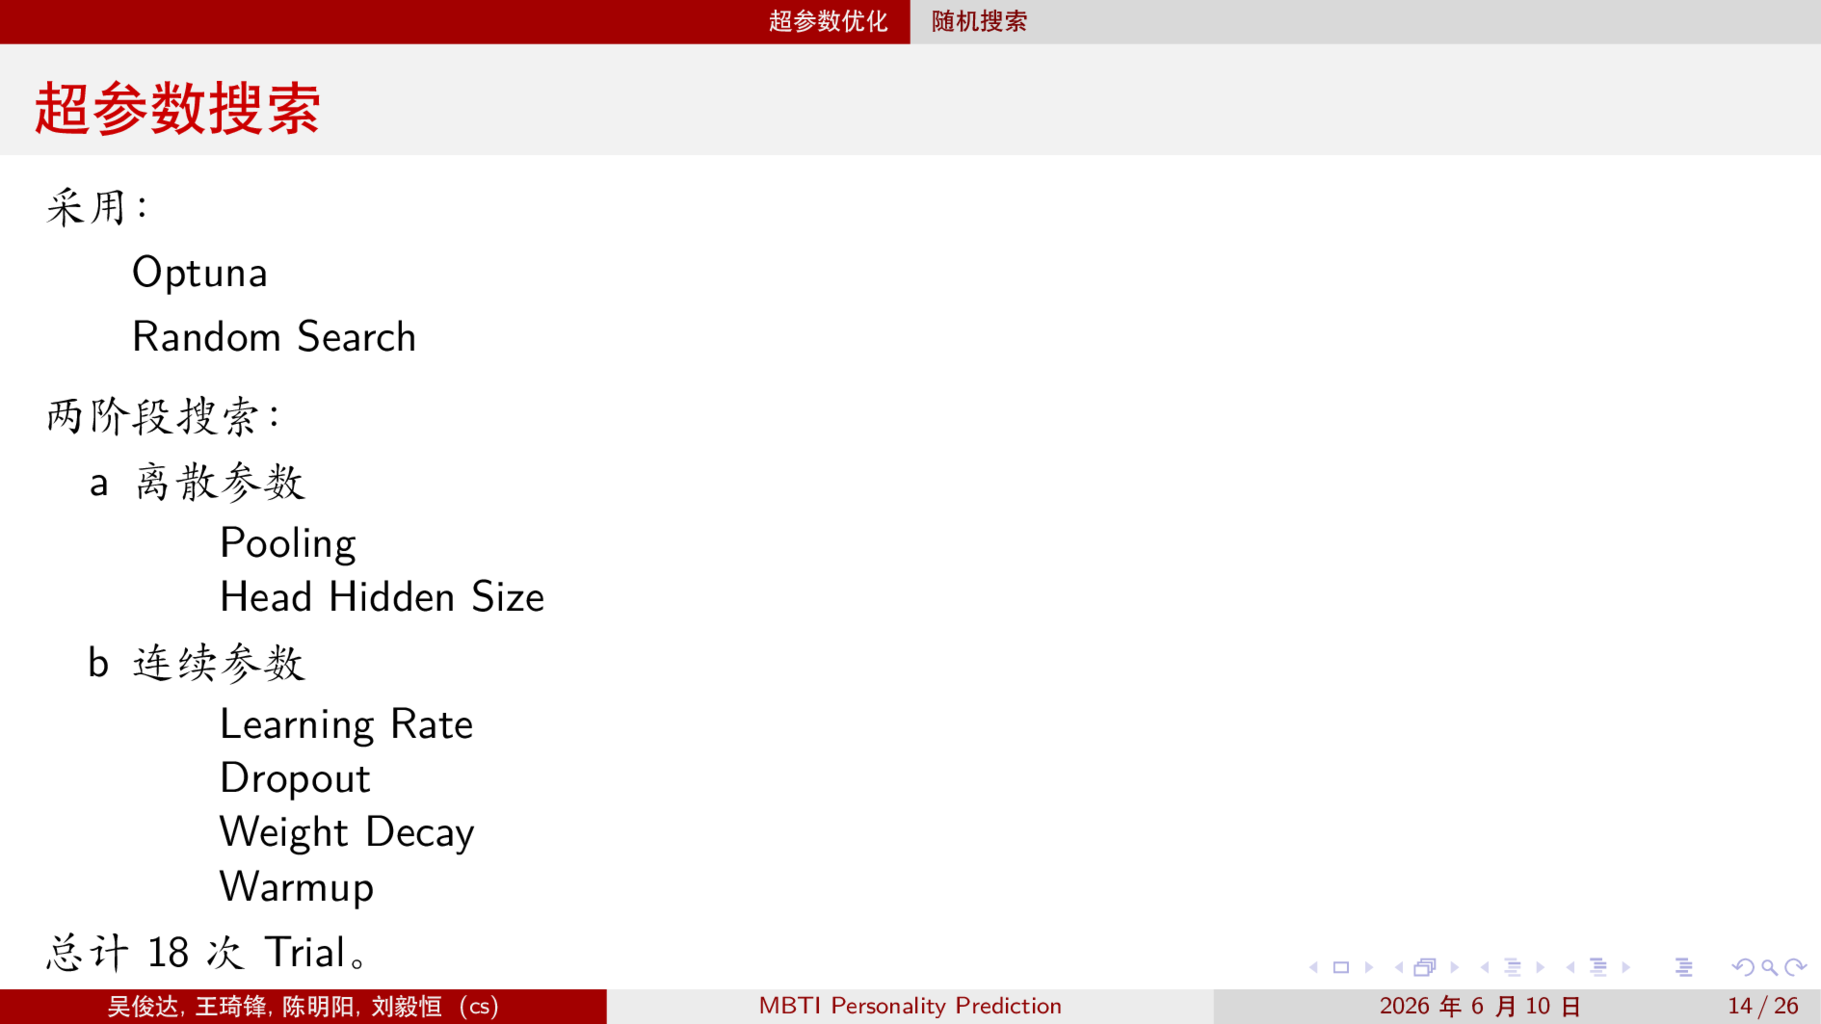 超参数优化 随机搜索
超参数搜索
采用：
Optuna
Random Search
两阶段搜索：
a 离散参数
Pooling
Head Hidden Size
b 连续参数
Learning Rate
Dropout
Weight Decay
Warmup
总计 18 次 Trial。
吴俊达, 王琦锋, 陈明阳, 刘毅恒 (cs) MBTI Personality Prediction 2026 年 6 月 10 日 14 / 26